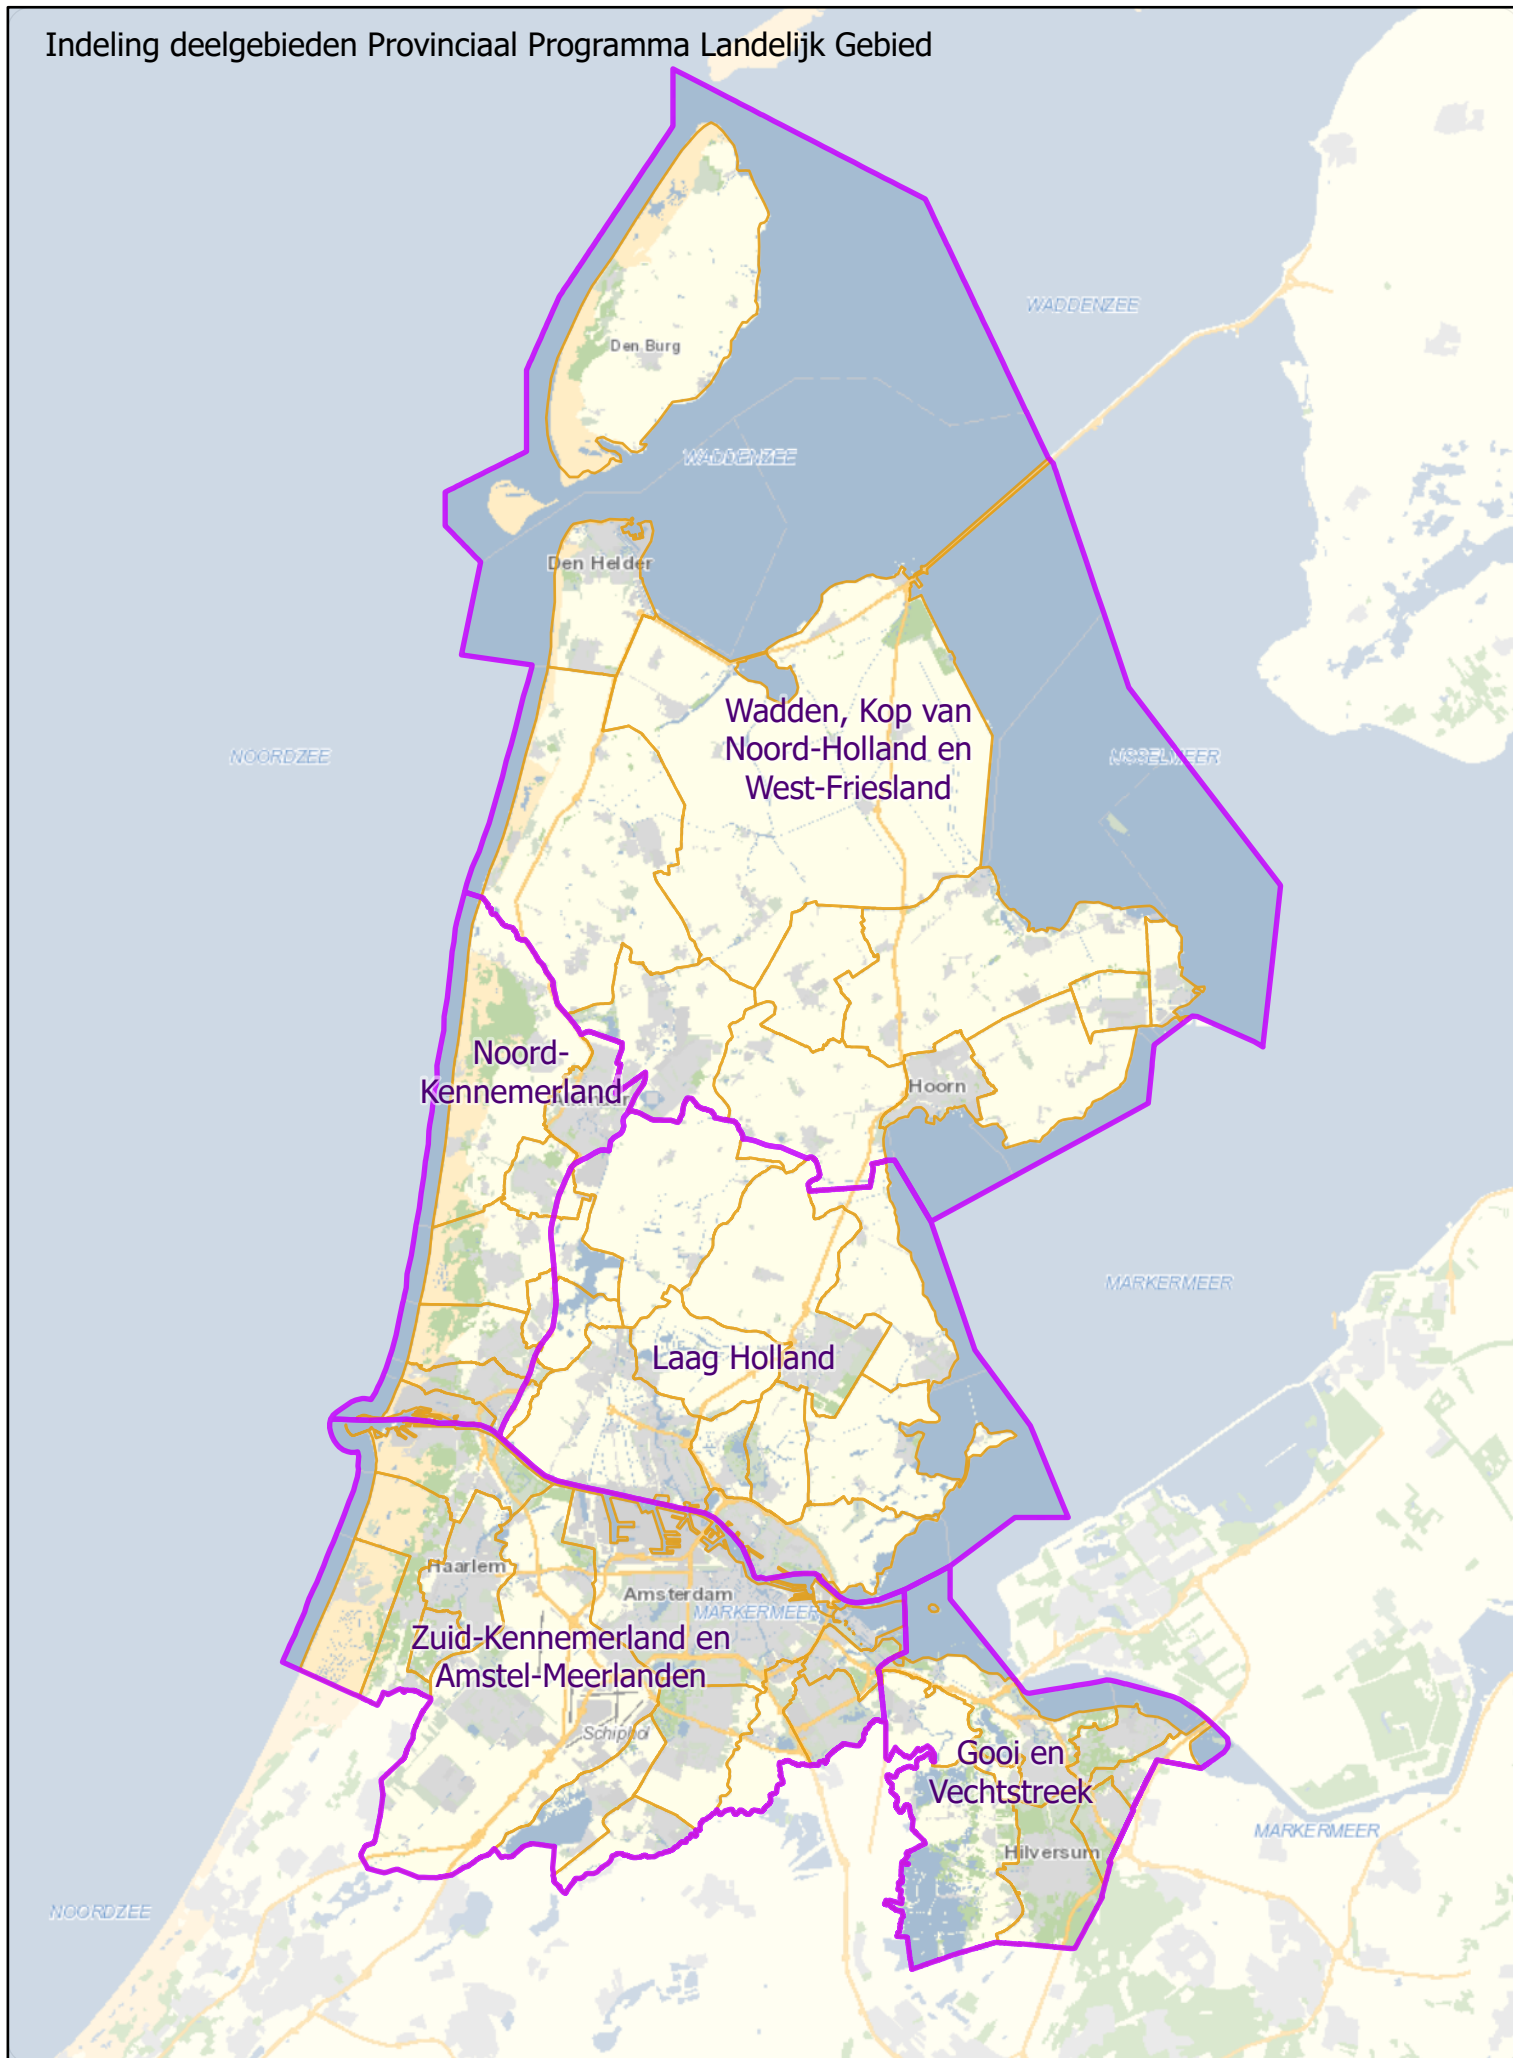 Indeling deelgebieden Provinciaal Programma Landelijk Gebied
WADDENZEE
Den Burg
WADDENZEE
Den Helder
Wadden, Kop van
Noord-Holland en
West-Friesland
NOORDZEE
IJSSELMEER
Noord-
Kennemerland
Hoorn
MARKERMEER
Laag Holland
Haarlem
Amsterdam
MARKERMEER
Zuid-Kennemerland en
Amstel-Meerlanden
Schiphol
Gooi en
Vechtstreek
MARKERMEER
Hilversum
NOORDZEE